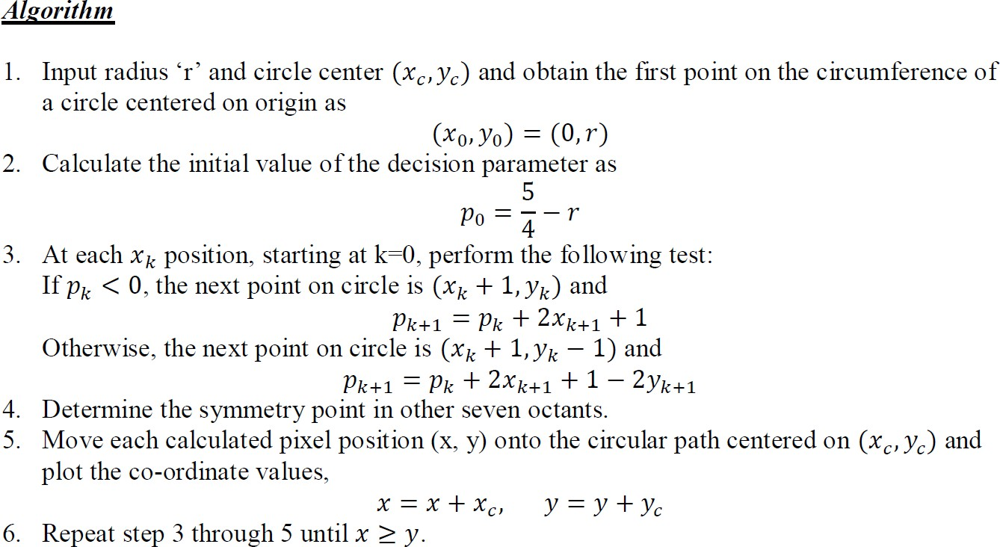 Algorithm
1. Input radius ‘r’ and circle center (x_c, y_c) and obtain the first point on the circumference of
a circle centered on origin as
(x_0, y_0) = (0, r)
2. Calculate the initial value of the decision parameter as
p_0 = 5/4 − r
3. At each x_k position, starting at k=0, perform the following test:
If p_k < 0, the next point on circle is (x_k + 1, y_k) and
p_{k+1} = p_k + 2x_{k+1} + 1
Otherwise, the next point on circle is (x_k + 1, y_k − 1) and
p_{k+1} = p_k + 2x_{k+1} + 1 − 2y_{k+1}
4. Determine the symmetry point in other seven octants.
5. Move each calculated pixel position (x, y) onto the circular path centered on (x_c, y_c) and
plot the co-ordinate values,
x = x + x_c, y = y + y_c
6. Repeat step 3 through 5 until x ≥ y.